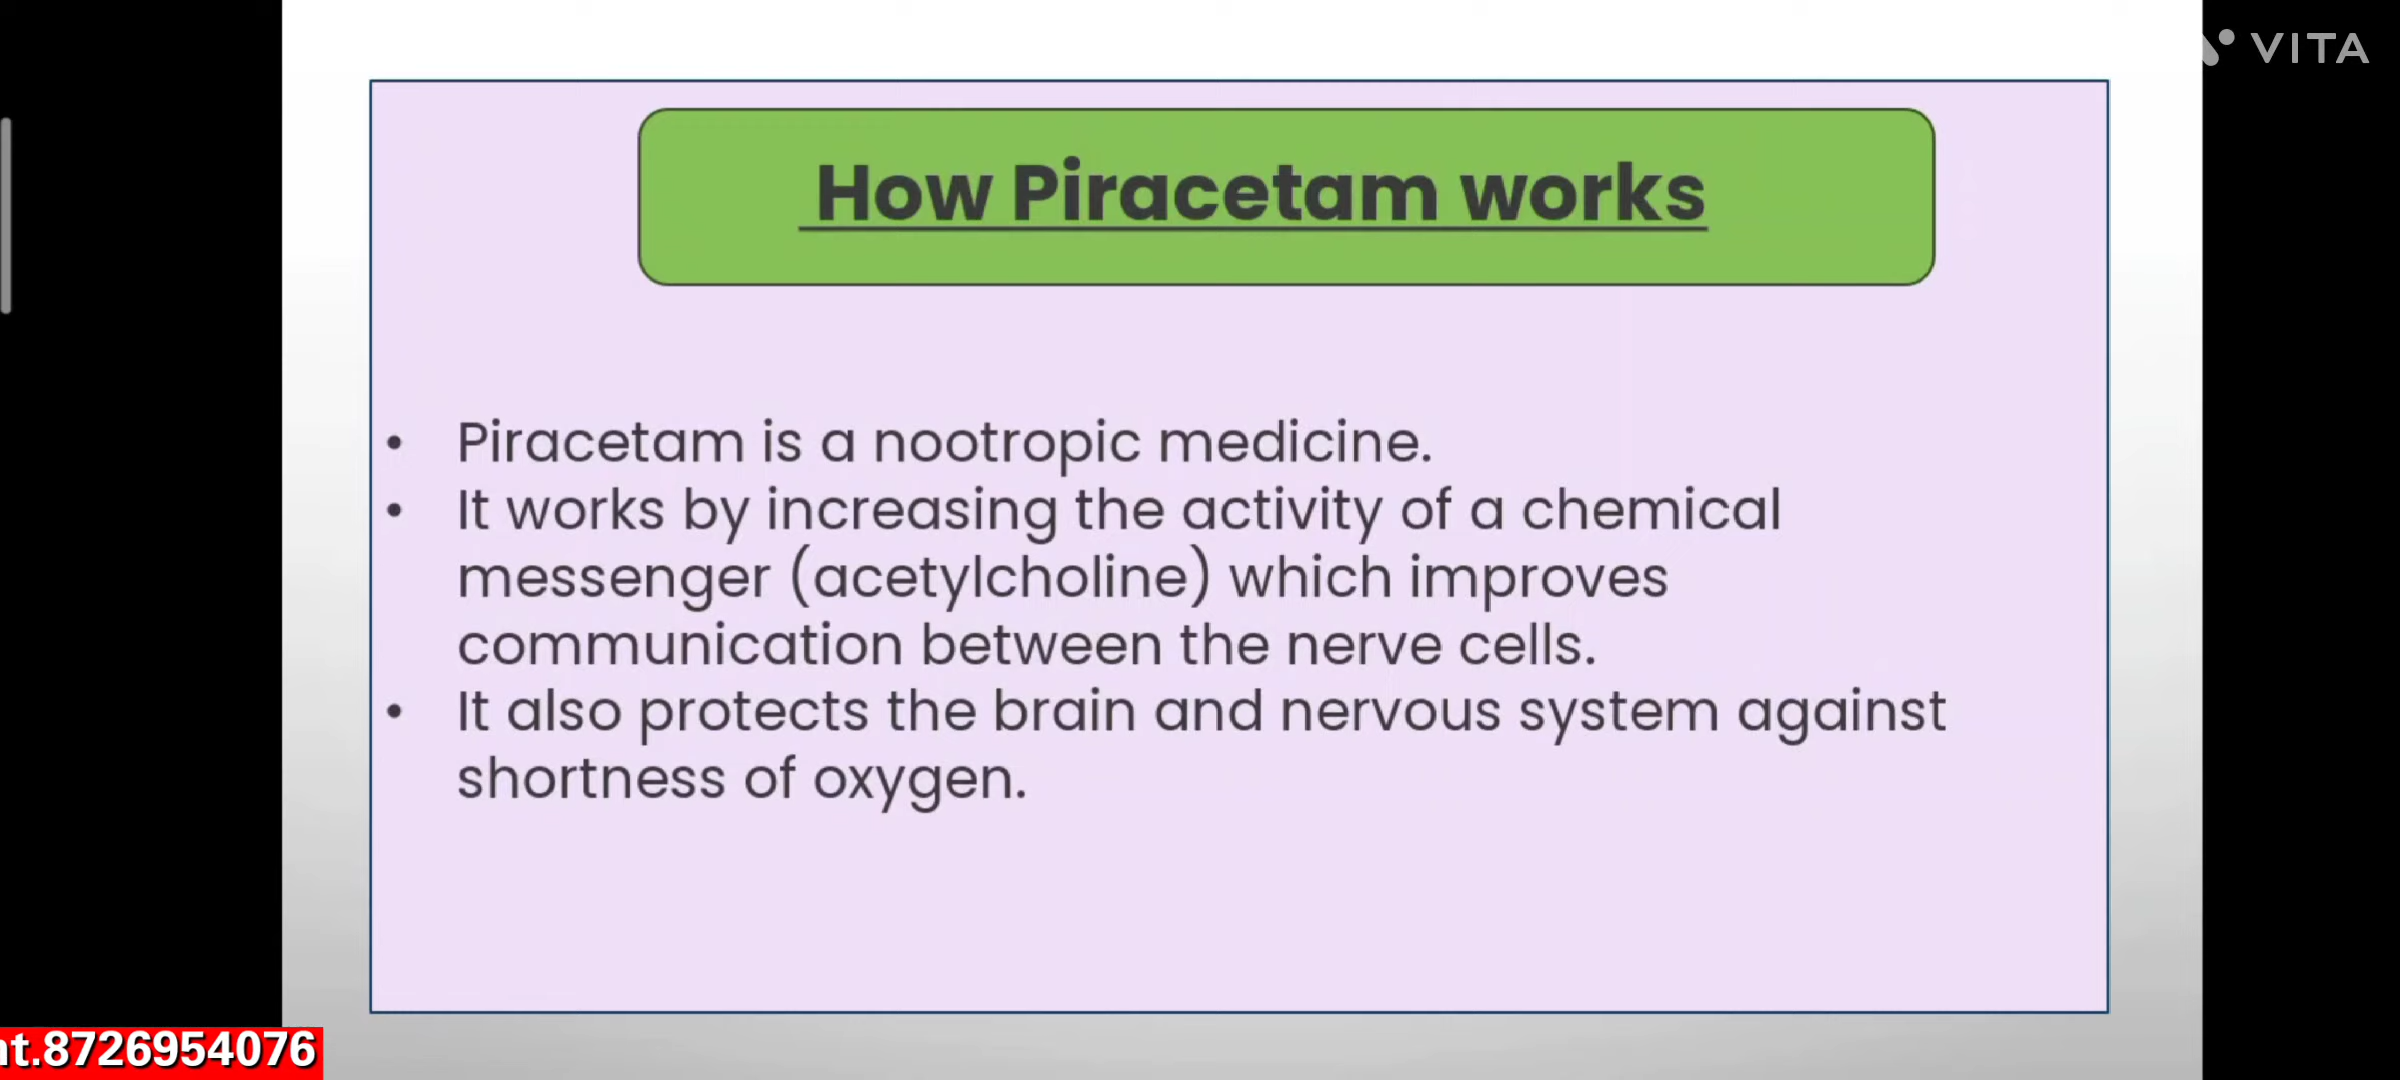 VITA
How Piracetam works
• Piracetam is a nootropic medicine.
• It works by increasing the activity of a chemical
messenger (acetylcholine) which improves
communication between the nerve cells.
• It also protects the brain and nervous system against
shortness of oxygen.
nt.8726954076